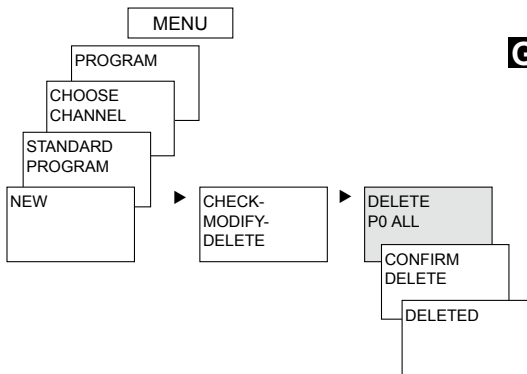 MENU
PROGRAM
G
CHOOSE
CHANNEL
STANDARD
PROGRAM
NEW
CHECK-
MODIFY-
DELETE
DELETE
P0 ALL
CONFIRM
DELETE
DELETED